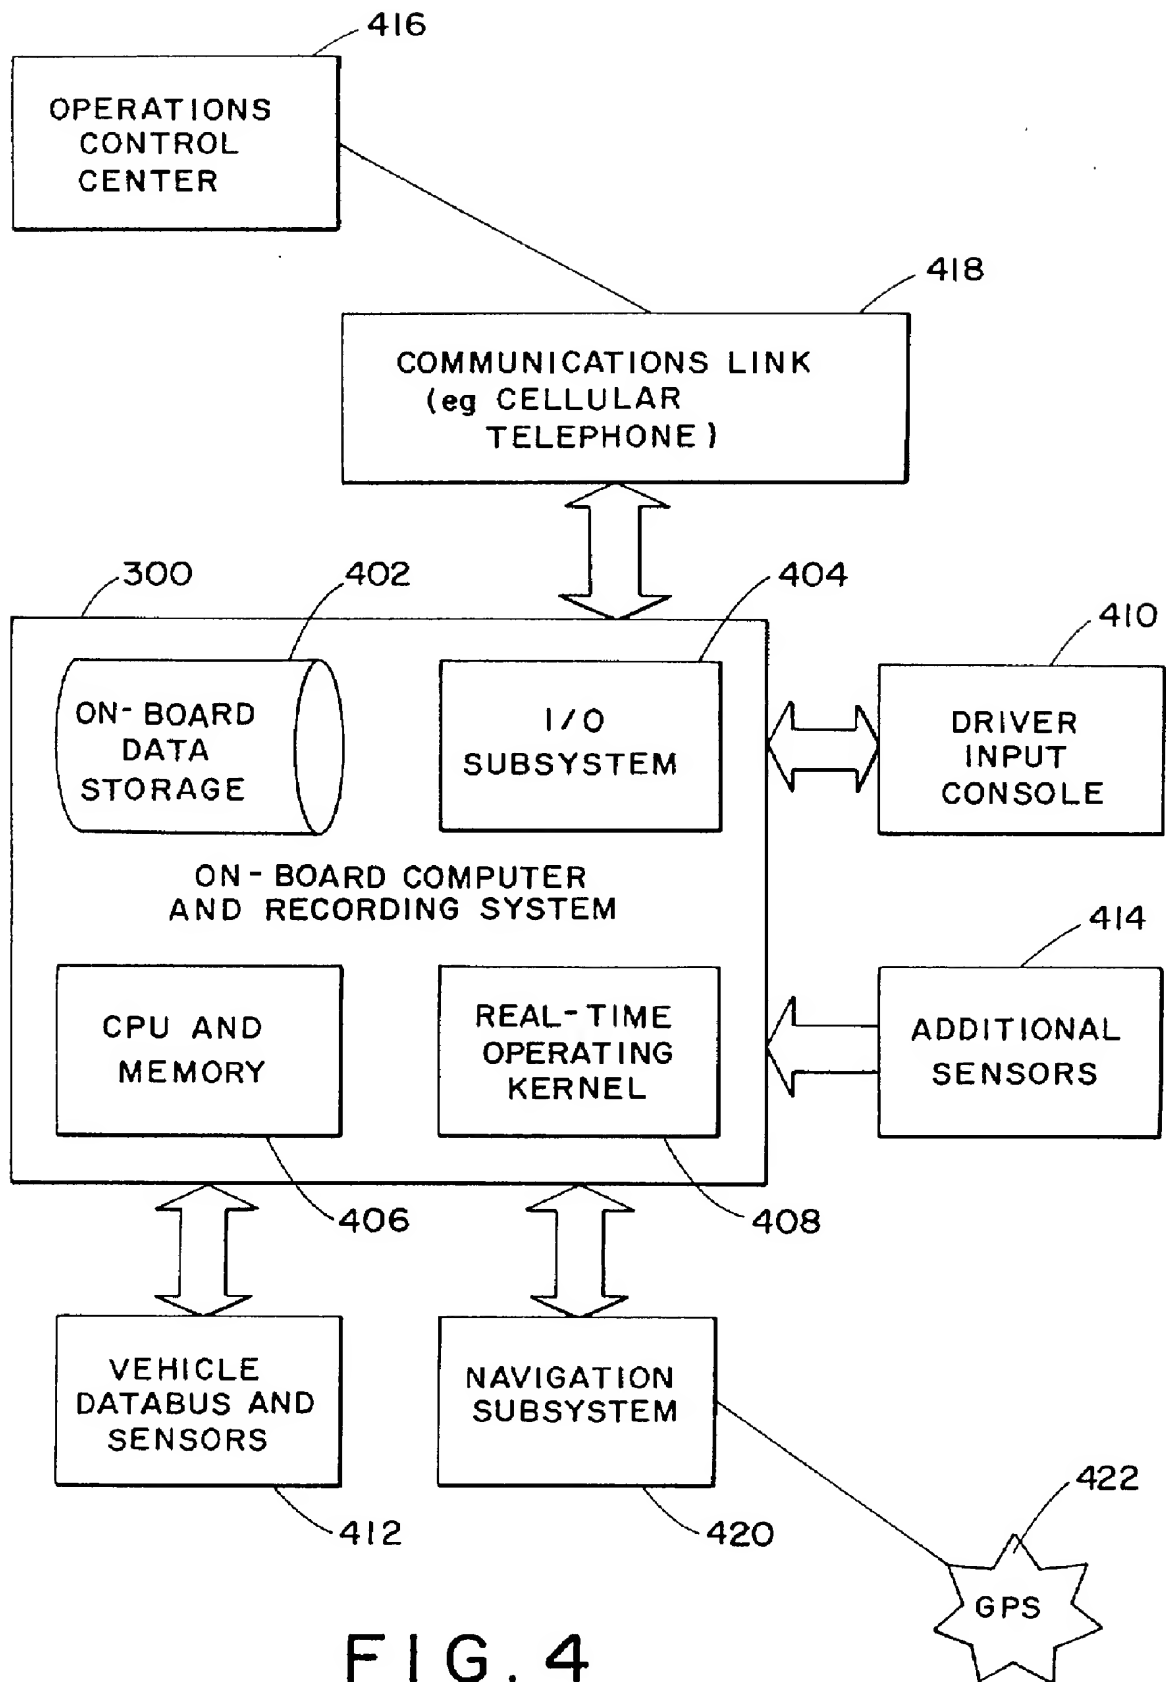 416
OPERATIONS
CONTROL
CENTER
418
COMMUNICATIONS LINK
(eg CELLULAR
TELEPHONE)
300
402
404
410
ON-BOARD
DATA
STORAGE
I/O
SUBSYSTEM
DRIVER
INPUT
CONSOLE
ON-BOARD COMPUTER
AND RECORDING SYSTEM
414
CPU AND
MEMORY
REAL-TIME
OPERATING
KERNEL
ADDITIONAL
SENSORS
406
408
VEHICLE
DATABUS AND
SENSORS
NAVIGATION
SUBSYSTEM
412
420
422
GPS
FIG. 4